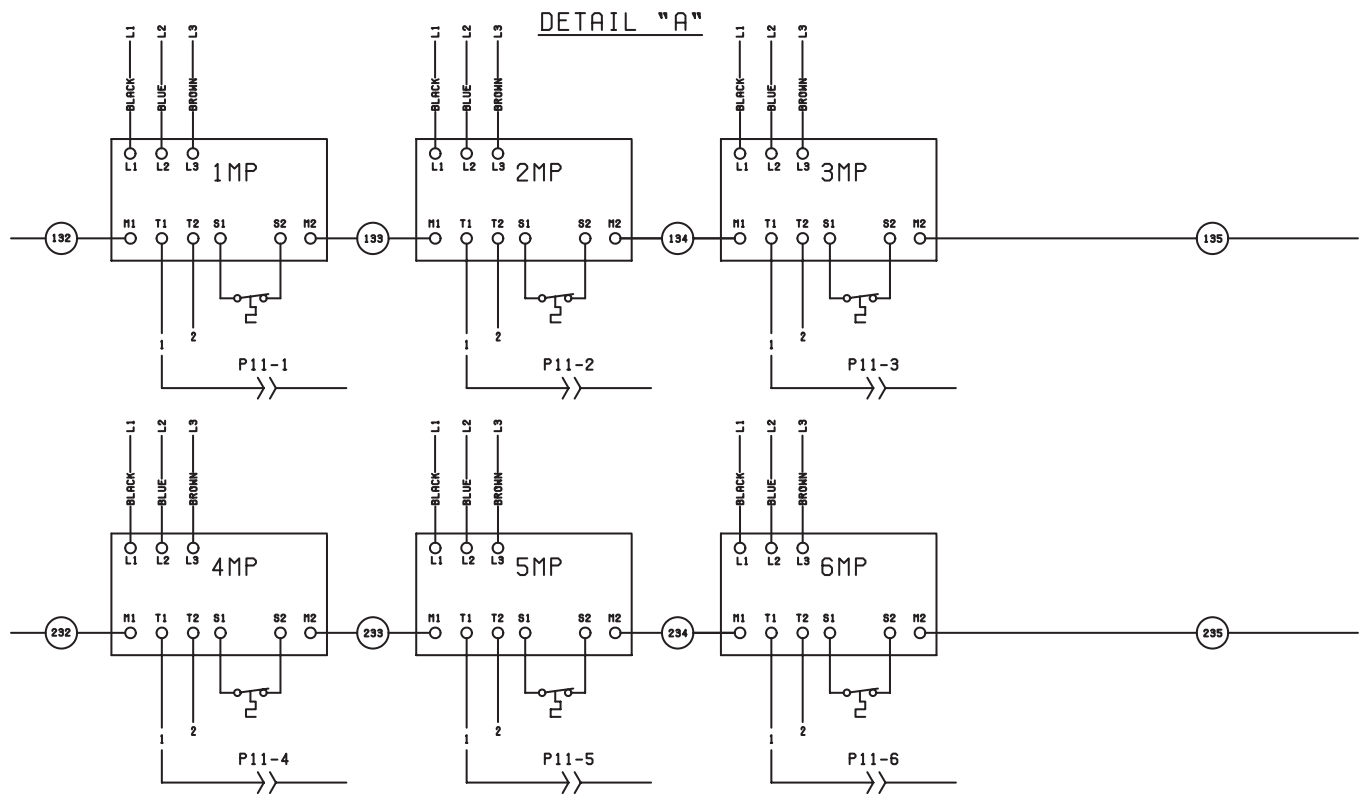 DETAIL "A"
L1 L2 L3 L1 L2 L3 L1 L2 L3
BLACK BLUE BROWN BLACK BLUE BROWN BLACK BLUE BROWN
L1 L2 L3 1MP L1 L2 L3 2MP L1 L2 L3 3MP
M1 T1 T2 S1 S2 M2 M1 T1 T2 S1 S2 M2 M1 T1 T2 S1 S2 M2
132 133 134 135
2 2 2
1 1 1
P11-1 P11-2 P11-3
L1 L2 L3 L1 L2 L3 L1 L2 L3
BLACK BLUE BROWN BLACK BLUE BROWN BLACK BLUE BROWN
L1 L2 L3 4MP L1 L2 L3 5MP L1 L2 L3 6MP
M1 T1 T2 S1 S2 M2 M1 T1 T2 S1 S2 M2 M1 T1 T2 S1 S2 M2
232 233 234 235
2 2 2
1 1 1
P11-4 P11-5 P11-6